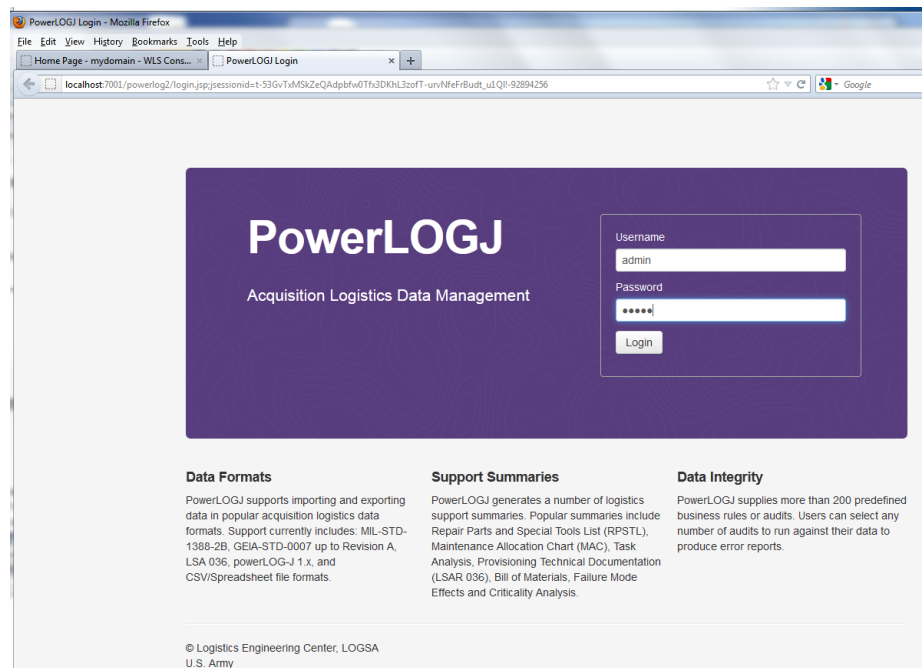 PowerLOGJ Login - Mozilla Firefox
File Edit View History Bookmarks Tools Help
Home Page - mydomain - WLS Cons... × PowerLOGJ Login × +
localhost:7001/powerlog2/login.jsp;jsessionid=t-53GvTxMSkZeQAdpbfw0Tfx3DKhL3zofT-urvNfeFrBudt_u1QI!-92894256 Google
PowerLOGJ
Acquisition Logistics Data Management
Username
admin
Password
•••••
Login
Data Formats
PowerLOGJ supports importing and exporting
data in popular acquisition logistics data
formats. Support currently includes: MIL-STD-
1388-2B, GEIA-STD-0007 up to Revision A,
LSA 036, powerLOG-J 1.x, and
CSV/Spreadsheet file formats.
Support Summaries
PowerLOGJ generates a number of logistics
support summaries. Popular summaries include
Repair Parts and Special Tools List (RPSTL),
Maintenance Allocation Chart (MAC), Task
Analysis, Provisioning Technical Documentation
(LSAR 036), Bill of Materials, Failure Mode
Effects and Criticality Analysis.
Data Integrity
PowerLOGJ supplies more than 200 predefined
business rules or audits. Users can select any
number of audits to run against their data to
produce error reports.
© Logistics Engineering Center, LOGSA
U.S. Army